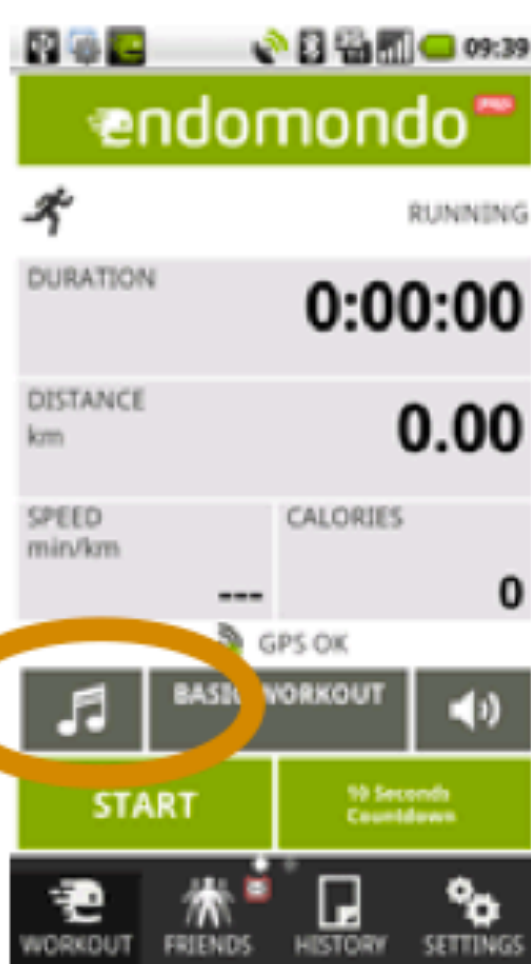 09:39
endomondo PRO
RUNNING
DURATION
0:00:00
DISTANCE
km
0.00
SPEED
min/km
---
CALORIES
0
GPS OK
BASIC WORKOUT
START
10 Seconds
Countdown
WORKOUT FRIENDS HISTORY SETTINGS